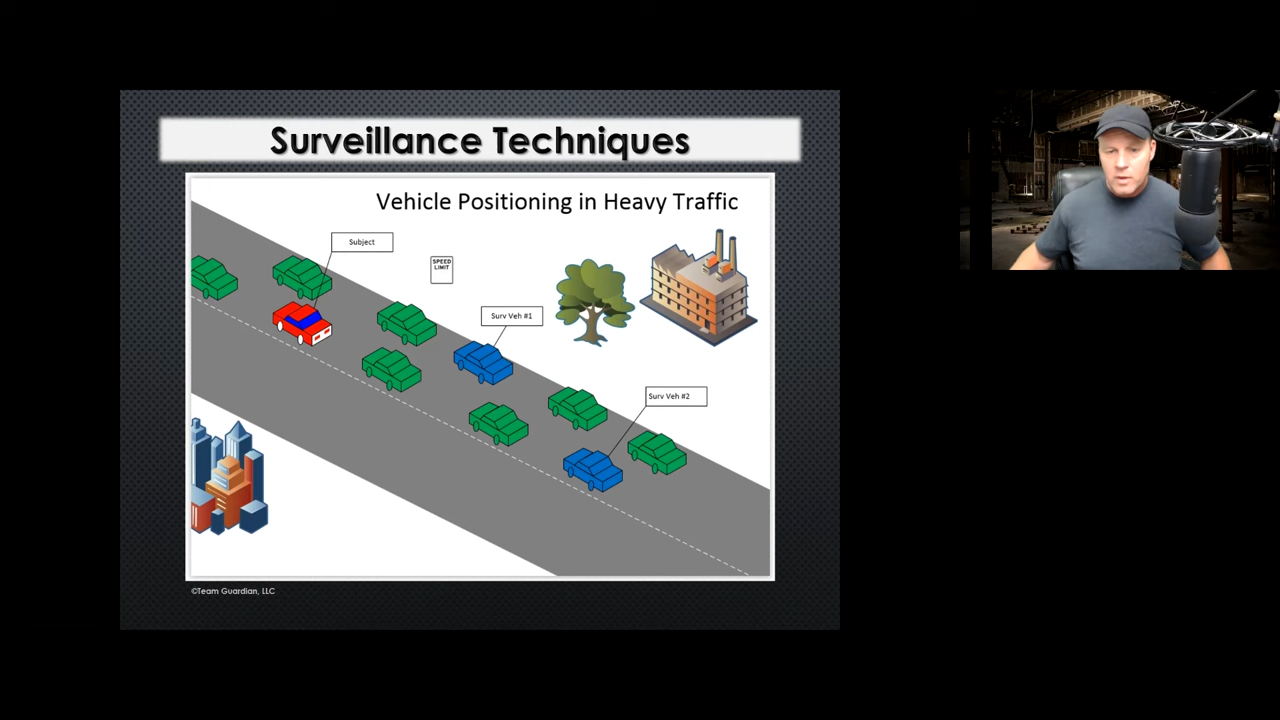 Surveillance Techniques
Vehicle Positioning in Heavy Traffic
Subject
SPEED
LIMIT
Surv Veh #1
Surv Veh #2
©Team Guardian, LLC